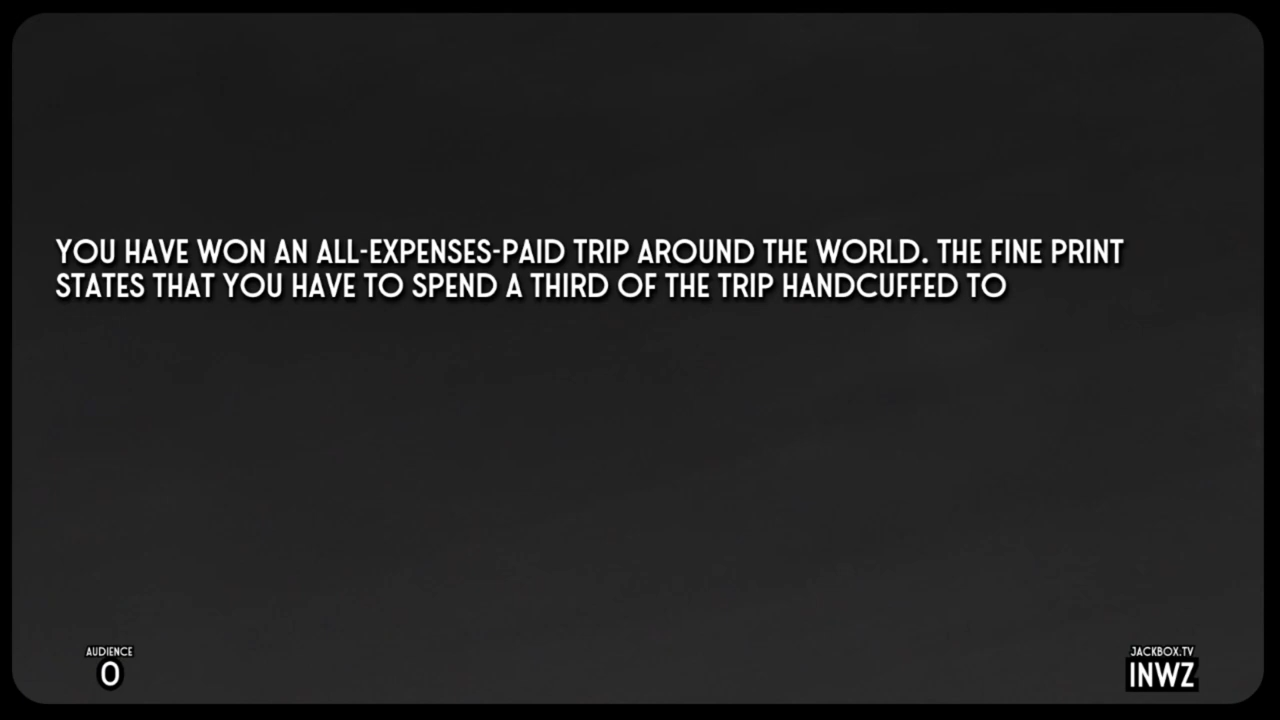 YOU HAVE WON AN ALL-EXPENSES-PAID TRIP AROUND THE WORLD. THE FINE PRINT
STATES THAT YOU HAVE TO SPEND A THIRD OF THE TRIP HANDCUFFED TO
AUDIENCE
0
JACKBOX.TV
INWZ